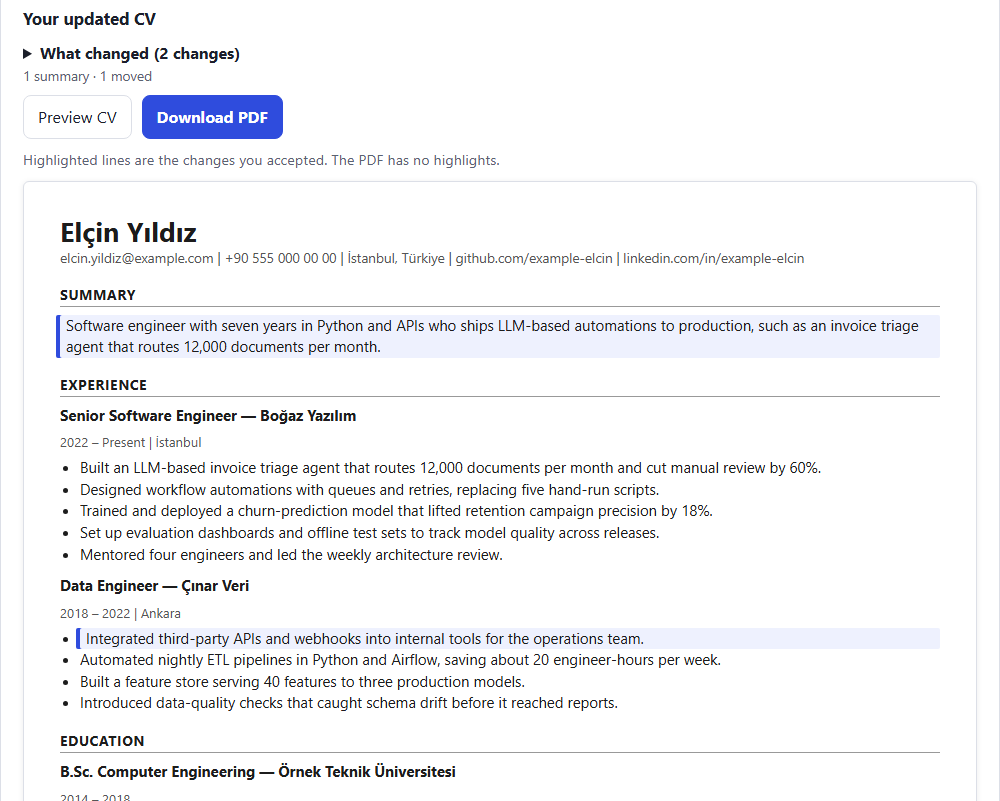 Your updated CV
▶ What changed (2 changes)
1 summary · 1 moved
Preview CV
Download PDF
Highlighted lines are the changes you accepted. The PDF has no highlights.
Elçin Yıldız
elcin.yildiz@example.com | +90 555 000 00 00 | İstanbul, Türkiye | github.com/example-elcin | linkedin.com/in/example-elcin
SUMMARY
Software engineer with seven years in Python and APIs who ships LLM-based automations to production, such as an invoice triage
agent that routes 12,000 documents per month.
EXPERIENCE
Senior Software Engineer — Boğaz Yazılım
2022 – Present | İstanbul
• Built an LLM-based invoice triage agent that routes 12,000 documents per month and cut manual review by 60%.
• Designed workflow automations with queues and retries, replacing five hand-run scripts.
• Trained and deployed a churn-prediction model that lifted retention campaign precision by 18%.
• Set up evaluation dashboards and offline test sets to track model quality across releases.
• Mentored four engineers and led the weekly architecture review.
Data Engineer — Çınar Veri
2018 – 2022 | Ankara
• Integrated third-party APIs and webhooks into internal tools for the operations team.
• Automated nightly ETL pipelines in Python and Airflow, saving about 20 engineer-hours per week.
• Built a feature store serving 40 features to three production models.
• Introduced data-quality checks that caught schema drift before it reached reports.
EDUCATION
B.Sc. Computer Engineering — Örnek Teknik Üniversitesi
2014 – 2018